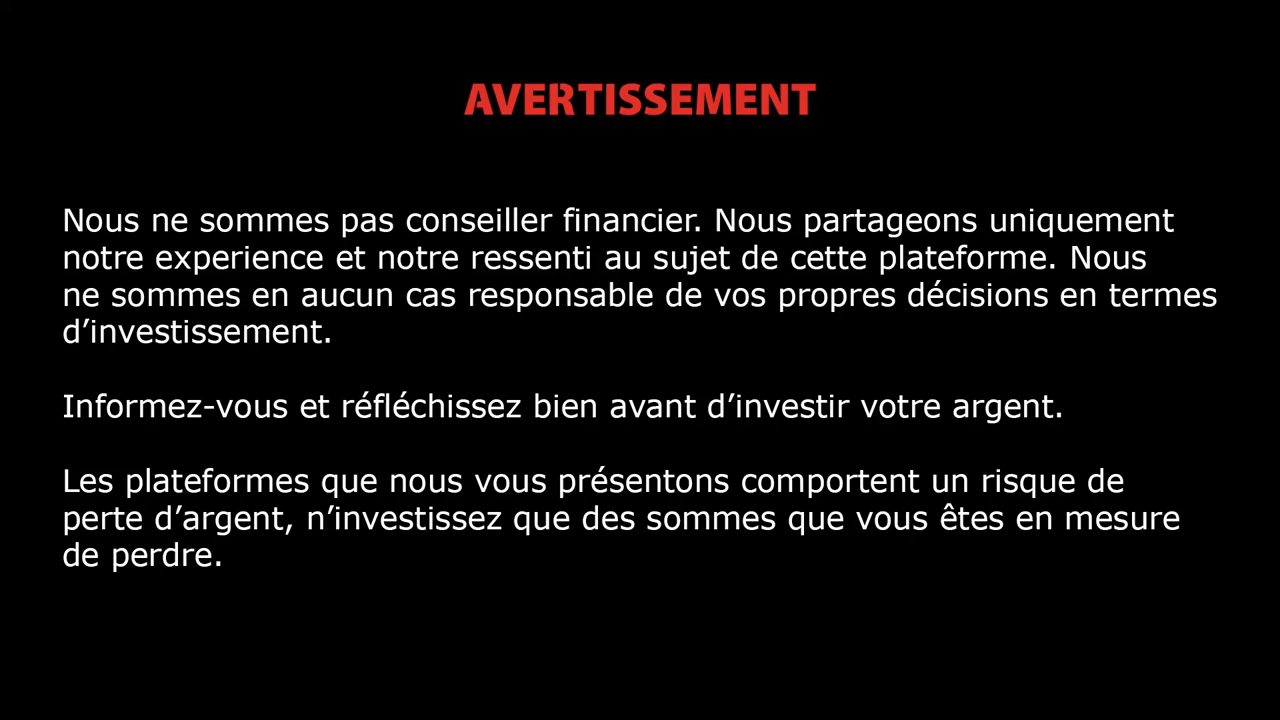 AVERTISSEMENT
Nous ne sommes pas conseiller financier. Nous partageons uniquement
notre experience et notre ressenti au sujet de cette plateforme. Nous
ne sommes en aucun cas responsable de vos propres décisions en termes
d’investissement.
Informez-vous et réfléchissez bien avant d’investir votre argent.
Les plateformes que nous vous présentons comportent un risque de
perte d’argent, n’investissez que des sommes que vous êtes en mesure
de perdre.